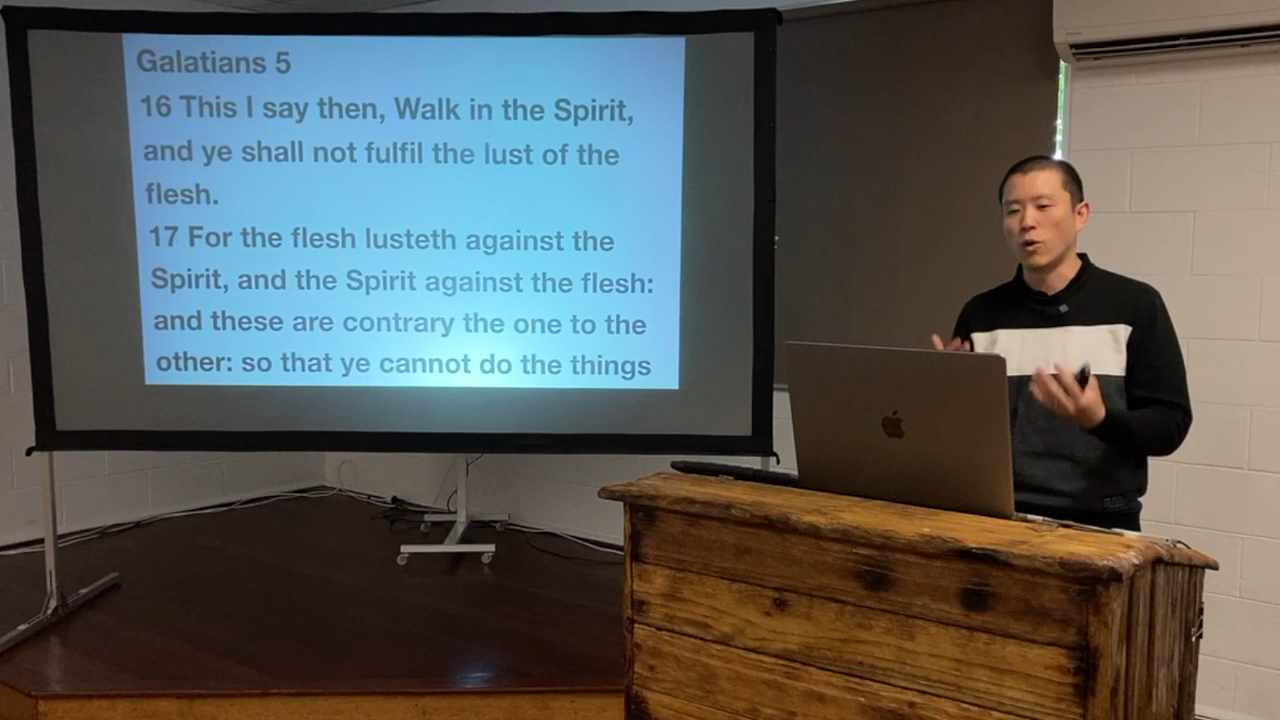 Galatians 5
16 This I say then, Walk in the Spirit,
and ye shall not fulfil the lust of the
flesh.
17 For the flesh lusteth against the
Spirit, and the Spirit against the flesh:
and these are contrary the one to the
other: so that ye cannot do the things